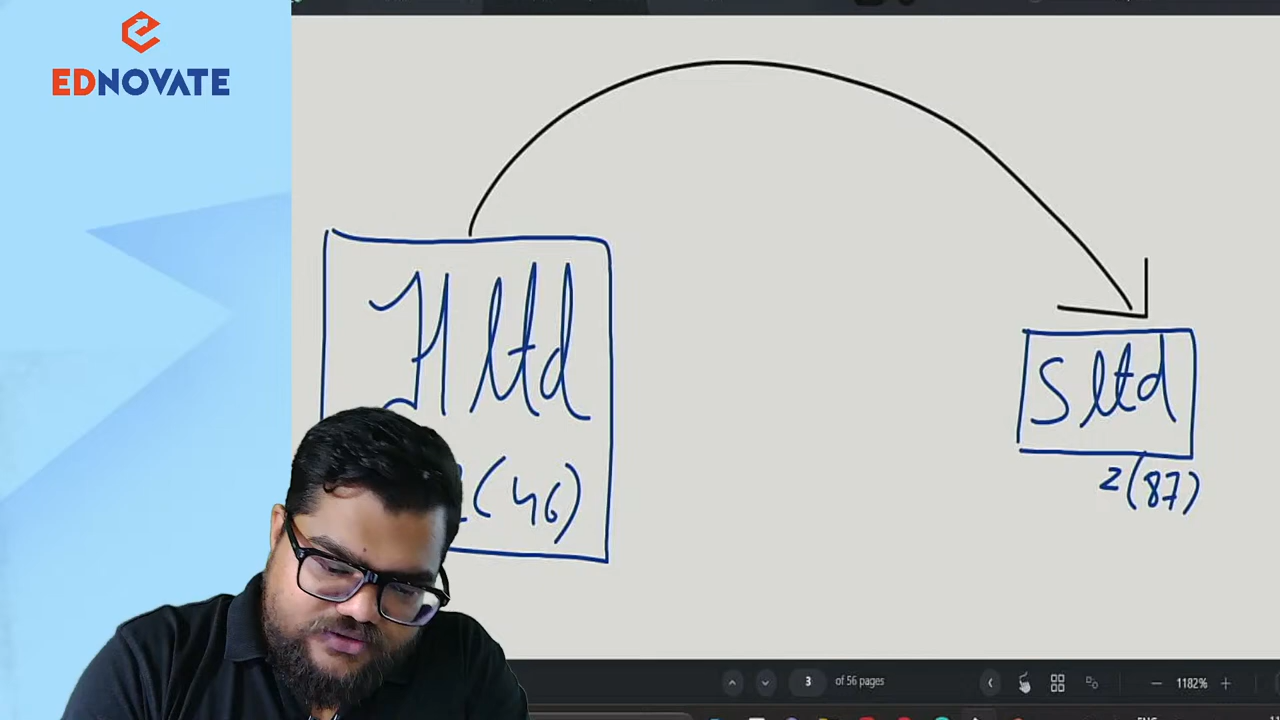 EDNOVATE
H ltd
(46)
S ltd
2(87)
3 of 56 pages
1182%